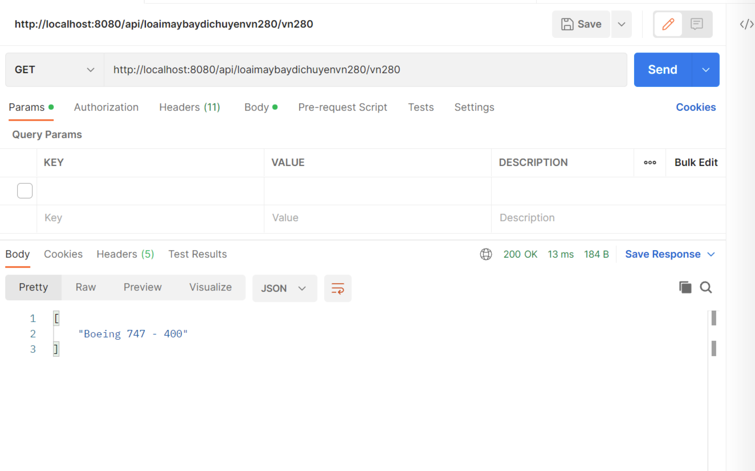 http://localhost:8080/api/loaimaybaydichuyenvn280/vn280 Save
GET http://localhost:8080/api/loaimaybaydichuyenvn280/vn280 Send
Params Authorization Headers (11) Body Pre-request Script Tests Settings Cookies
Query Params
KEY VALUE DESCRIPTION ooo Bulk Edit
Key Value Description
Body Cookies Headers (5) Test Results 200 OK 13 ms 184 B Save Response
Pretty Raw Preview Visualize JSON
1 [
2 "Boeing 747 - 400"
3 ]